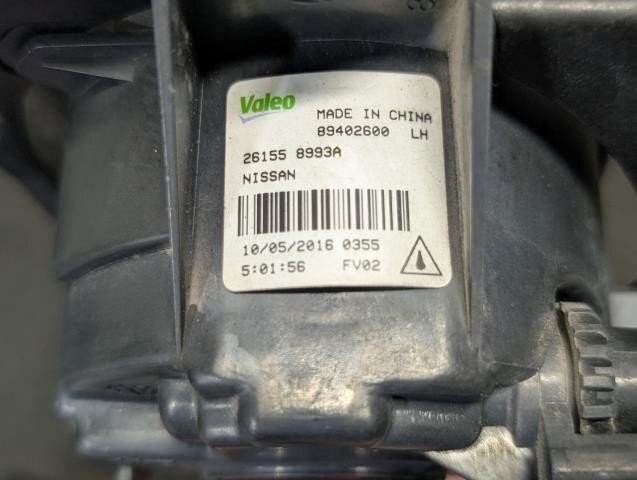 Valeo
MADE IN CHINA
89402600 LH
26155 8993A
NISSAN
10/05/2016 0355
5:01:56 FV02